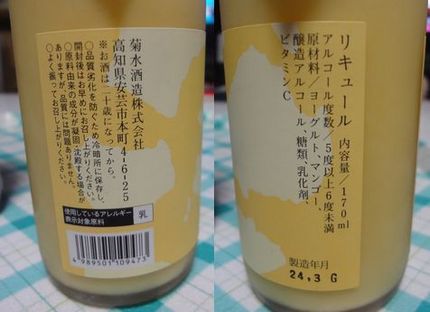 菊水酒造株式会社
高知県安芸市本町4-6-25
※お酒は二十歳になってから。
○品質劣化を防ぐため冷暗所に保存し、
開封後はお早めにお召し上がりください。
○原料由来の成分が凝固・沈殿する場合が
ありますが、品質には問題ありません。
○よく振ってお召し上がりください。
使用しているアレルギー
表示対象原料
乳
4989501509473
リキュール 内容量/170ml
アルコール度数/5度以上6度未満
原材料/ヨーグルト、マンゴー、
醸造アルコール、糖類、乳化剤、
ビタミンC
製造年月
24.3 G